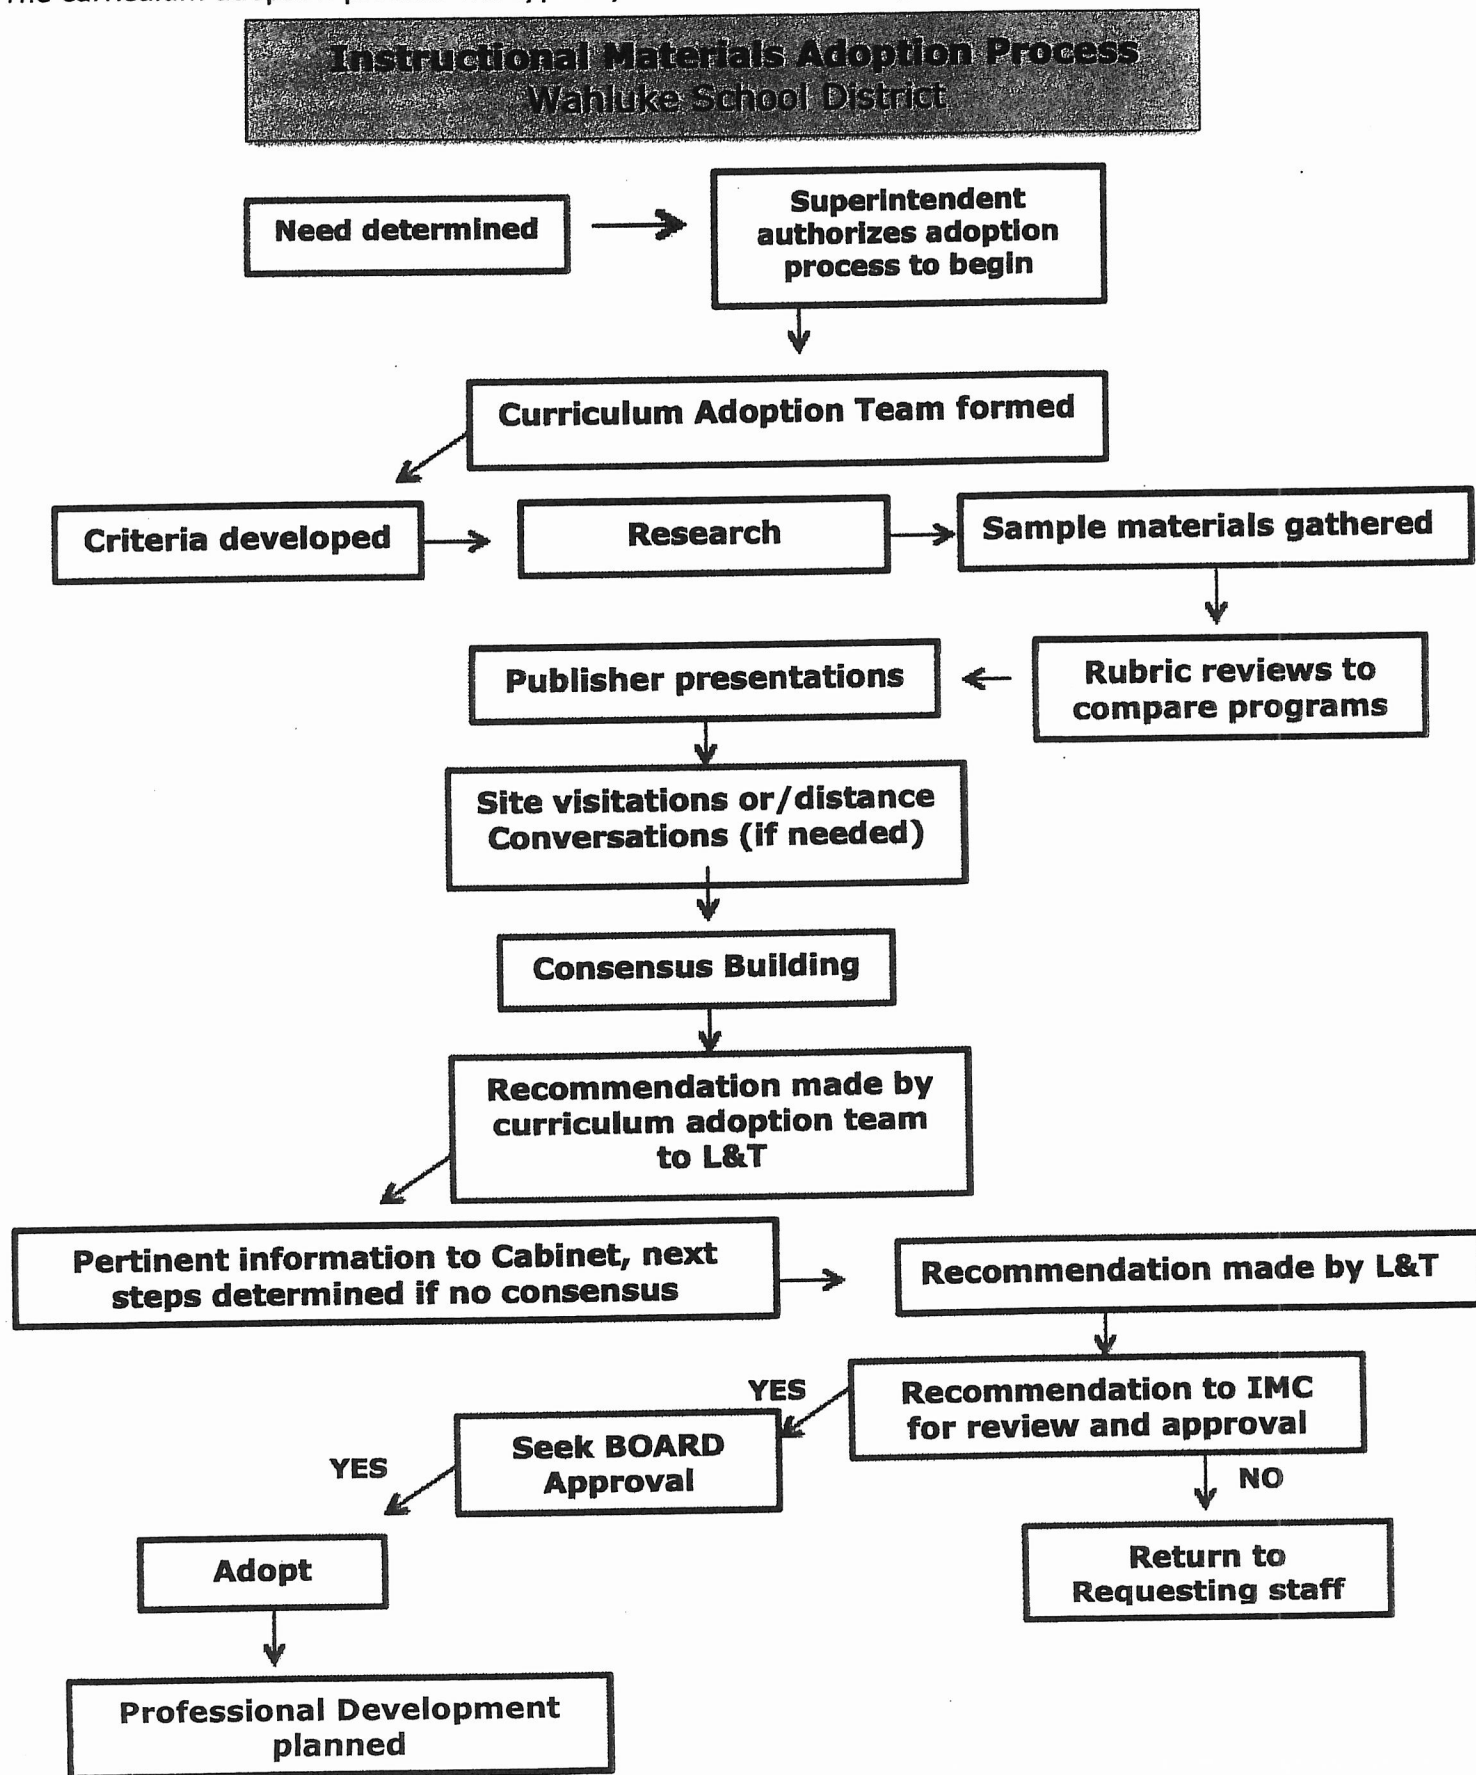 Instructional Materials Adoption Process
Wahluke School District
Need determined
Superintendent
authorizes adoption
process to begin
Curriculum Adoption Team formed
Criteria developed
Research
Sample materials gathered
Rubric reviews to
compare programs
Publisher presentations
Site visitations or/distance
Conversations (if needed)
Consensus Building
Recommendation made by
curriculum adoption team
to L&T
Pertinent information to Cabinet, next
steps determined if no consensus
Recommendation made by L&T
Recommendation to IMC
for review and approval
YES
NO
Seek BOARD
Approval
YES
Return to
Requesting staff
Adopt
Professional Development
planned